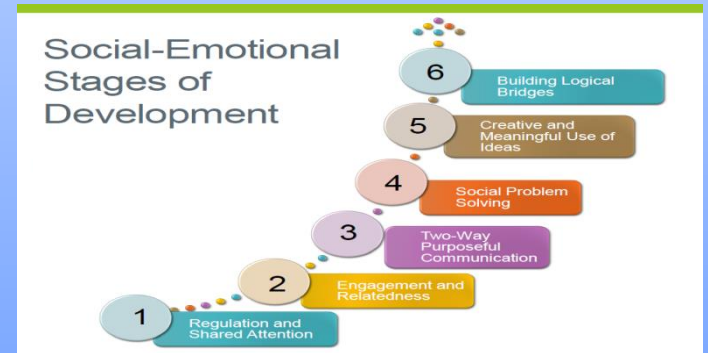 Social-Emotional
Stages of
Development
6
Building Logical
Bridges
5
Creative and
Meaningful Use of
Ideas
4
Social Problem
Solving
3
Two-Way
Purposeful
Communication
2
Engagement and
Relatedness
1
Regulation and
Shared Attention